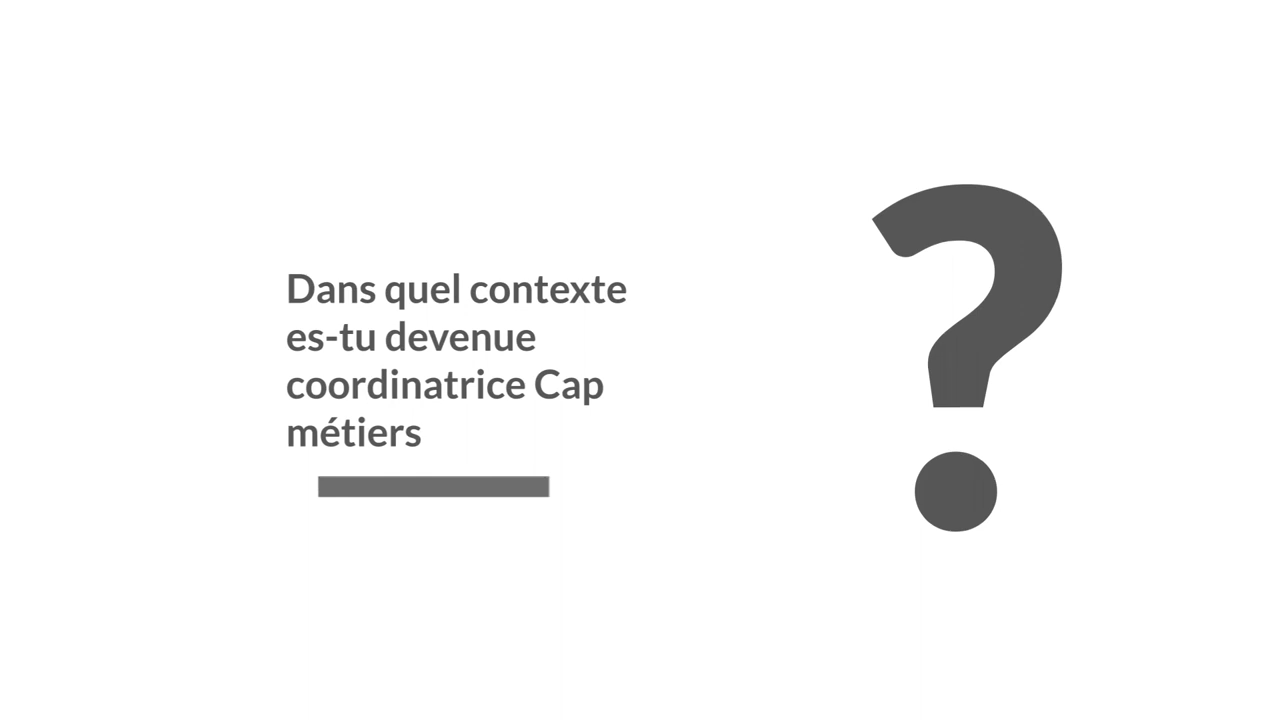 Dans quel contexte
es-tu devenue
coordinatrice Cap
métiers
?